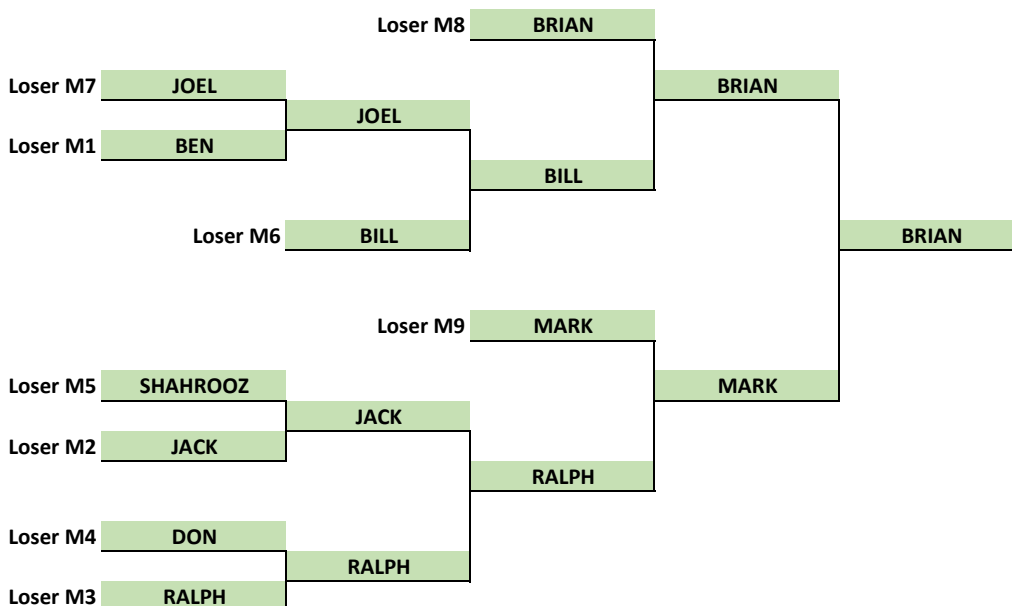 Loser M8 BRIAN
Loser M7 JOEL BRIAN
JOEL
Loser M1 BEN
BILL
Loser M6 BILL BRIAN
Loser M9 MARK
Loser M5 SHAHROOZ MARK
JACK
Loser M2 JACK
RALPH
Loser M4 DON
RALPH
Loser M3 RALPH